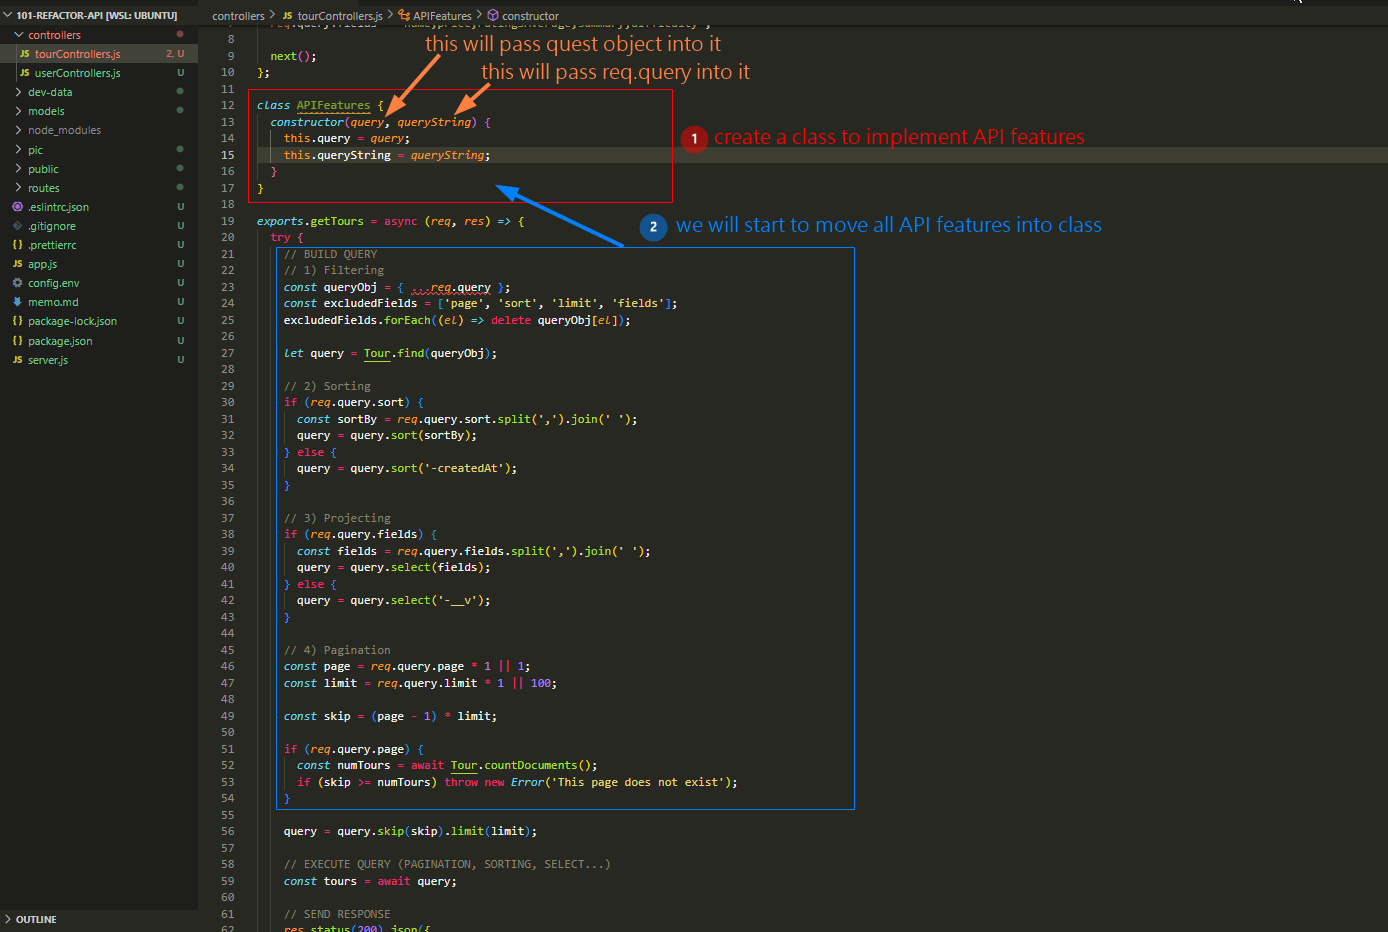 101-REFACTOR-API [WSL: UBUNTU]
controllers
JS tourControllers.js 2, U
JS userControllers.js U
dev-data
models
node_modules
pic
public
routes
.eslintrc.json U
.gitignore U
{} .prettierrc U
JS app.js U
config.env U
memo.md U
{} package-lock.json U
{} package.json U
JS server.js U
OUTLINE
controllers > JS tourControllers.js > APIFeatures > constructor
8
9 next();
10 };
11
12 class APIFeatures {
13 constructor(query, queryString) {
14 this.query = query;
15 this.queryString = queryString;
16 }
17 }
18
19 exports.getTours = async (req, res) => {
20 try {
21 // BUILD QUERY
22 // 1) Filtering
23 const queryObj = { ...req.query };
24 const excludedFields = ['page', 'sort', 'limit', 'fields'];
25 excludedFields.forEach((el) => delete queryObj[el]);
26
27 let query = Tour.find(queryObj);
28
29 // 2) Sorting
30 if (req.query.sort) {
31 const sortBy = req.query.sort.split(',').join(' ');
32 query = query.sort(sortBy);
33 } else {
34 query = query.sort('-createdAt');
35 }
36
37 // 3) Projecting
38 if (req.query.fields) {
39 const fields = req.query.fields.split(',').join(' ');
40 query = query.select(fields);
41 } else {
42 query = query.select('-__v');
43 }
44
45 // 4) Pagination
46 const page = req.query.page * 1 || 1;
47 const limit = req.query.limit * 1 || 100;
48
49 const skip = (page - 1) * limit;
50
51 if (req.query.page) {
52 const numTours = await Tour.countDocuments();
53 if (skip >= numTours) throw new Error('This page does not exist');
54 }
55
56 query = query.skip(skip).limit(limit);
57
58 // EXECUTE QUERY (PAGINATION, SORTING, SELECT...)
59 const tours = await query;
60
61 // SEND RESPONSE
62 res.status(200).json({
this will pass quest object into it
this will pass req.query into it
1 create a class to implement API features
2 we will start to move all API features into class